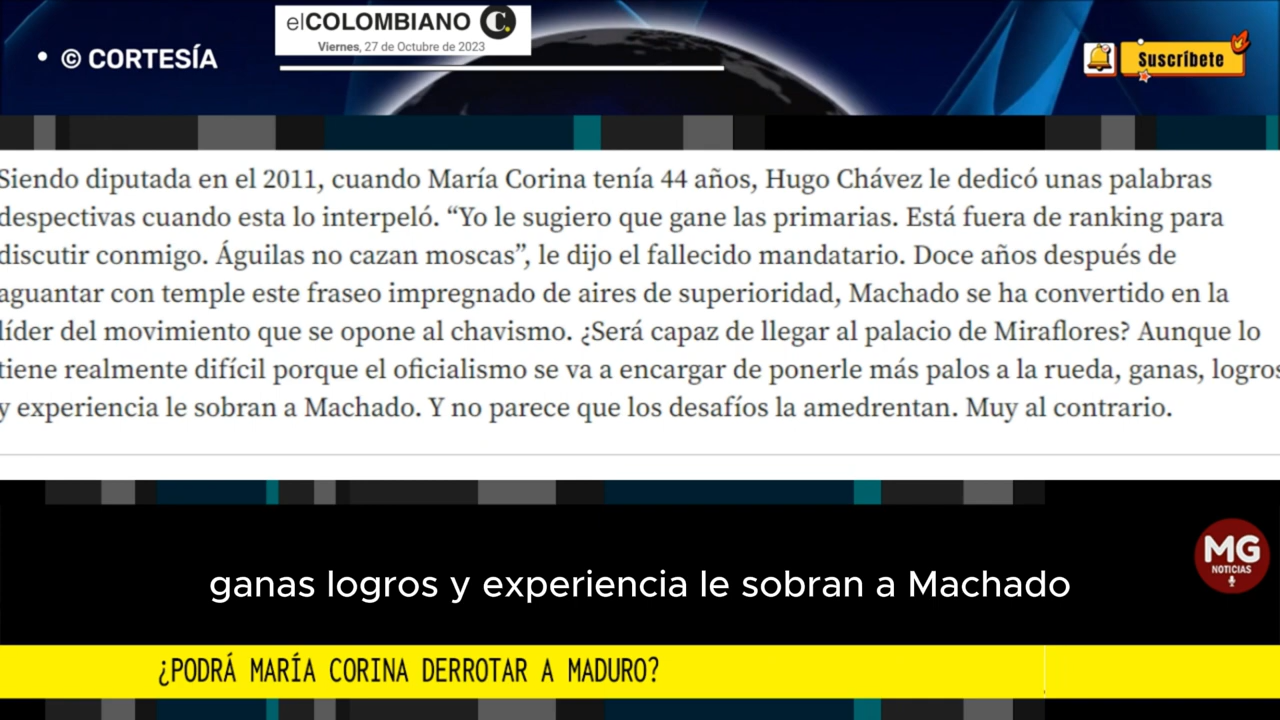 elCOLOMBIANO C.
Viernes, 27 de Octubre de 2023
• © CORTESÍA
Suscríbete
Siendo diputada en el 2011, cuando María Corina tenía 44 años, Hugo Chávez le dedicó unas palabras
despectivas cuando esta lo interpeló. “Yo le sugiero que gane las primarias. Está fuera de ranking para
discutir conmigo. Águilas no cazan moscas”, le dijo el fallecido mandatario. Doce años después de
aguantar con temple este fraseo impregnado de aires de superioridad, Machado se ha convertido en la
líder del movimiento que se opone al chavismo. ¿Será capaz de llegar al palacio de Miraflores? Aunque lo
tiene realmente difícil porque el oficialismo se va a encargar de ponerle más palos a la rueda, ganas, logros
y experiencia le sobran a Machado. Y no parece que los desafíos la amedrentan. Muy al contrario.
MG
NOTICIAS
ganas logros y experiencia le sobran a Machado
¿PODRÁ MARÍA CORINA DERROTAR A MADURO?